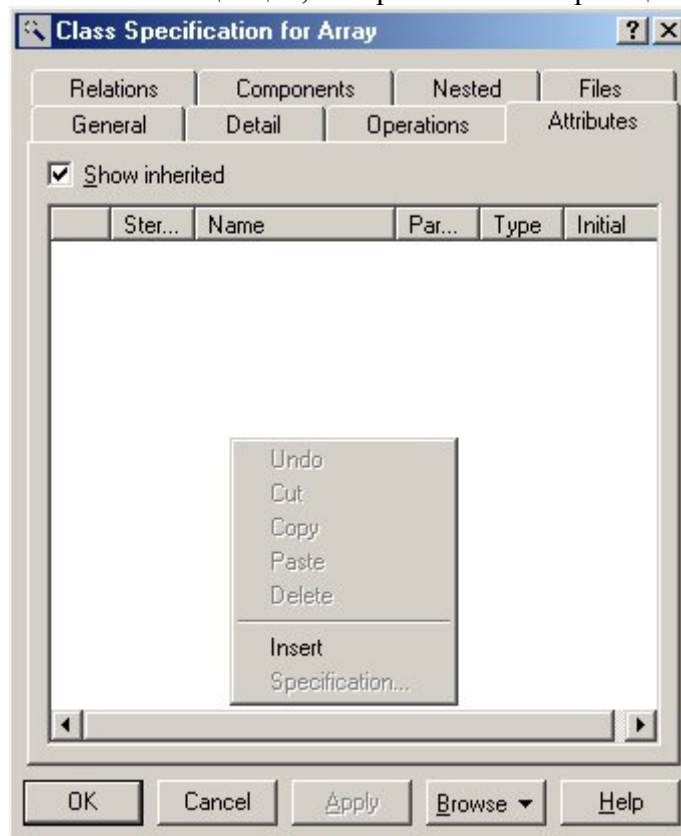 Class Specification for Array
Relations Components Nested Files
General Detail Operations Attributes
Show inherited
Ster... Name Par... Type Initial
Undo
Cut
Copy
Paste
Delete
Insert
Specification...
OK Cancel Apply Browse Help